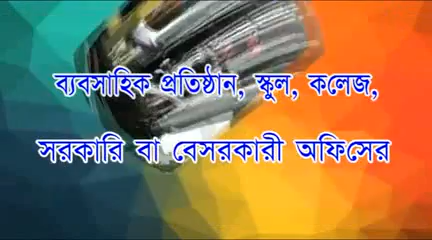 ব্যবসাহিক প্রতিষ্ঠান, স্কুল, কলেজ,
সরকারি বা বেসরকারী অফিসের